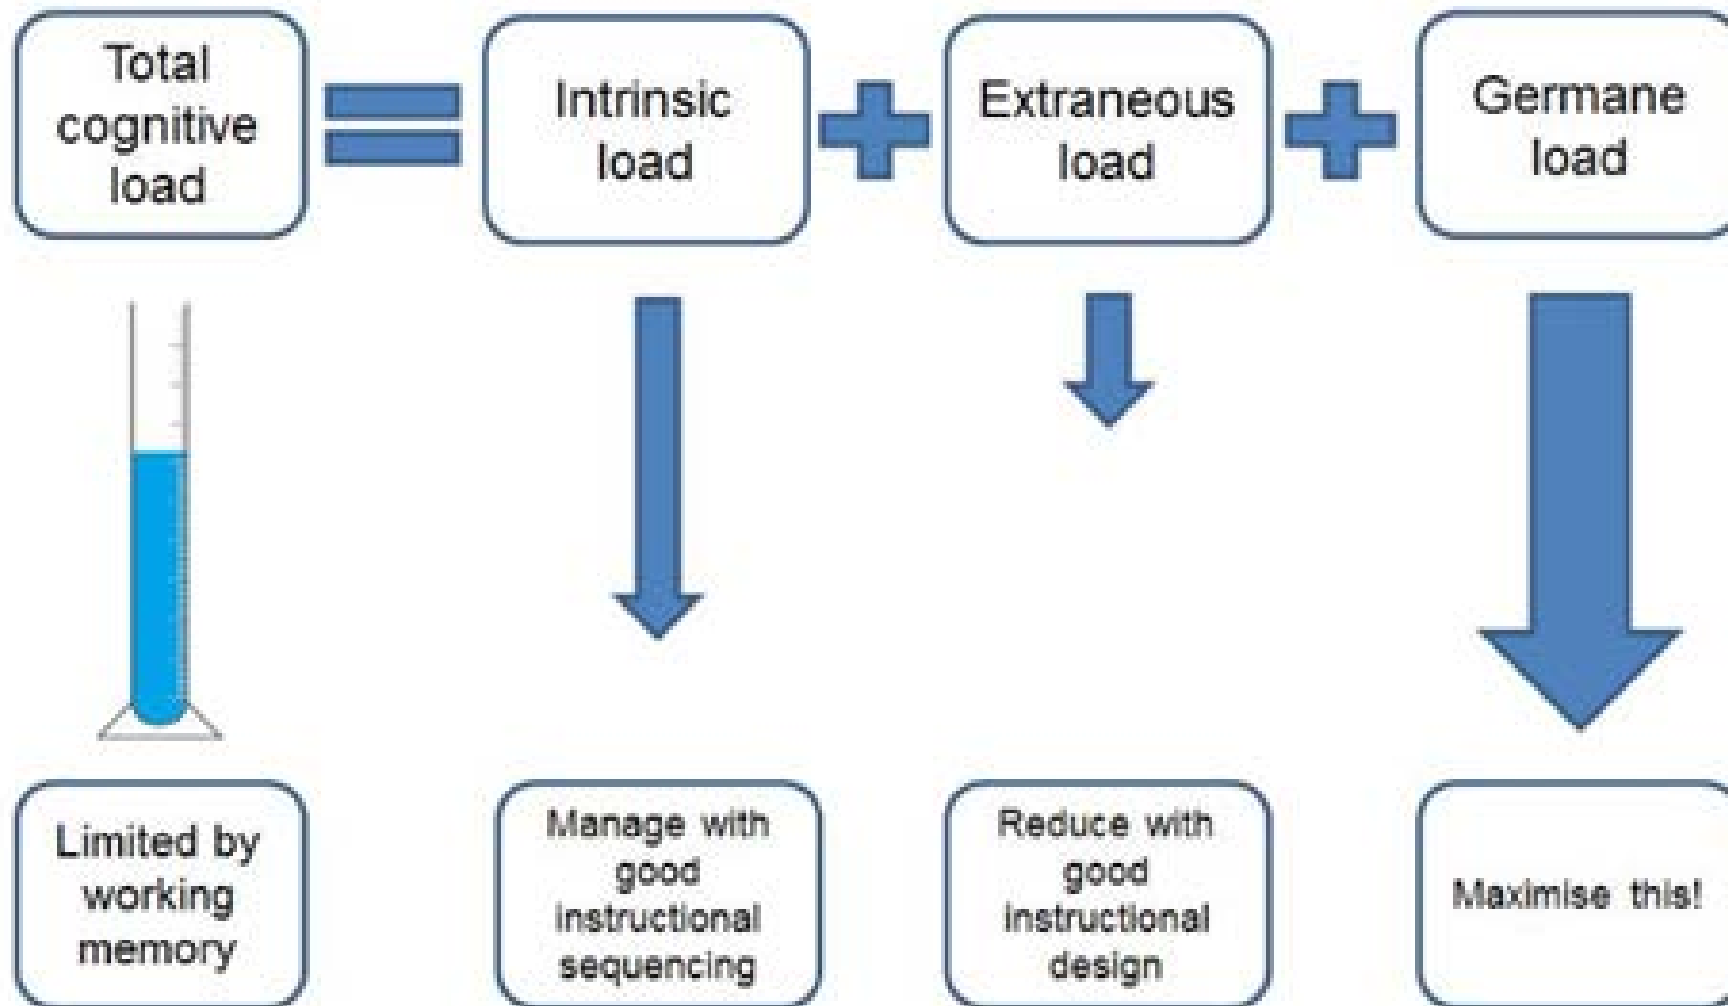 Total
cognitive
load
Intrinsic
load
Extraneous
load
Germane
load
Limited by
working
memory
Manage with
good
instructional
sequencing
Reduce with
good
instructional
design
Maximise this!